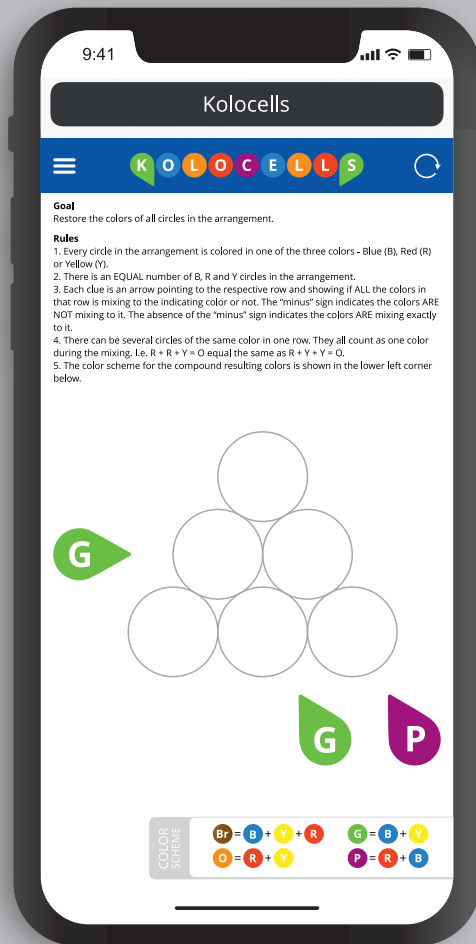 9:41
Kolocells
KOLOCELLS
Goal
Restore the colors of all circles in the arrangement.
Rules
1. Every circle in the arrangement is colored in one of the three colors - Blue (B), Red (R)
or Yellow (Y).
2. There is an EQUAL number of B, R and Y circles in the arrangement.
3. Each clue is an arrow pointing to the respective row and showing if ALL the colors in
that row is mixing to the indicating color or not. The “minus” sign indicates the colors ARE
NOT mixing to it. The absence of the “minus” sign indicates the colors ARE mixing exactly
to it.
4. There can be several circles of the same color in one row. They all count as one color
during the mixing. I.e. R + R + Y = O equal the same as R + Y + Y = O.
5. The color scheme for the compound resulting colors is shown in the lower left corner
below.
G
G
P
COLOR
SCHEME
Br = B + Y + R
G = B + Y
O = R + Y
P = R + B